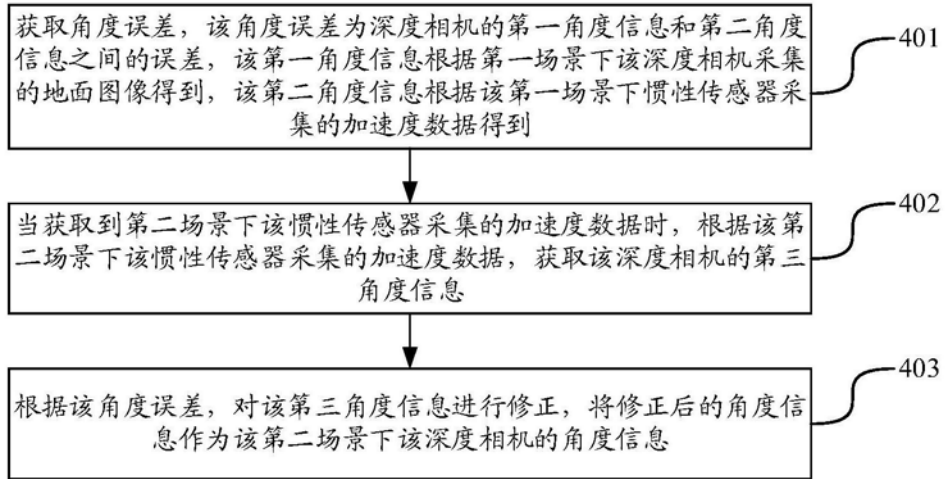 获取角度误差，该角度误差为深度相机的第一角度信息和第二角度
信息之间的误差，该第一角度信息根据第一场景下该深度相机采集
的地面图像得到，该第二角度信息根据该第一场景下惯性传感器采
集的加速度数据得到
401
当获取到第二场景下该惯性传感器采集的加速度数据时，根据该第
二场景下该惯性传感器采集的加速度数据，获取该深度相机的第三
角度信息
402
根据该角度误差，对该第三角度信息进行修正，将修正后的角度信
息作为该第二场景下该深度相机的角度信息
403